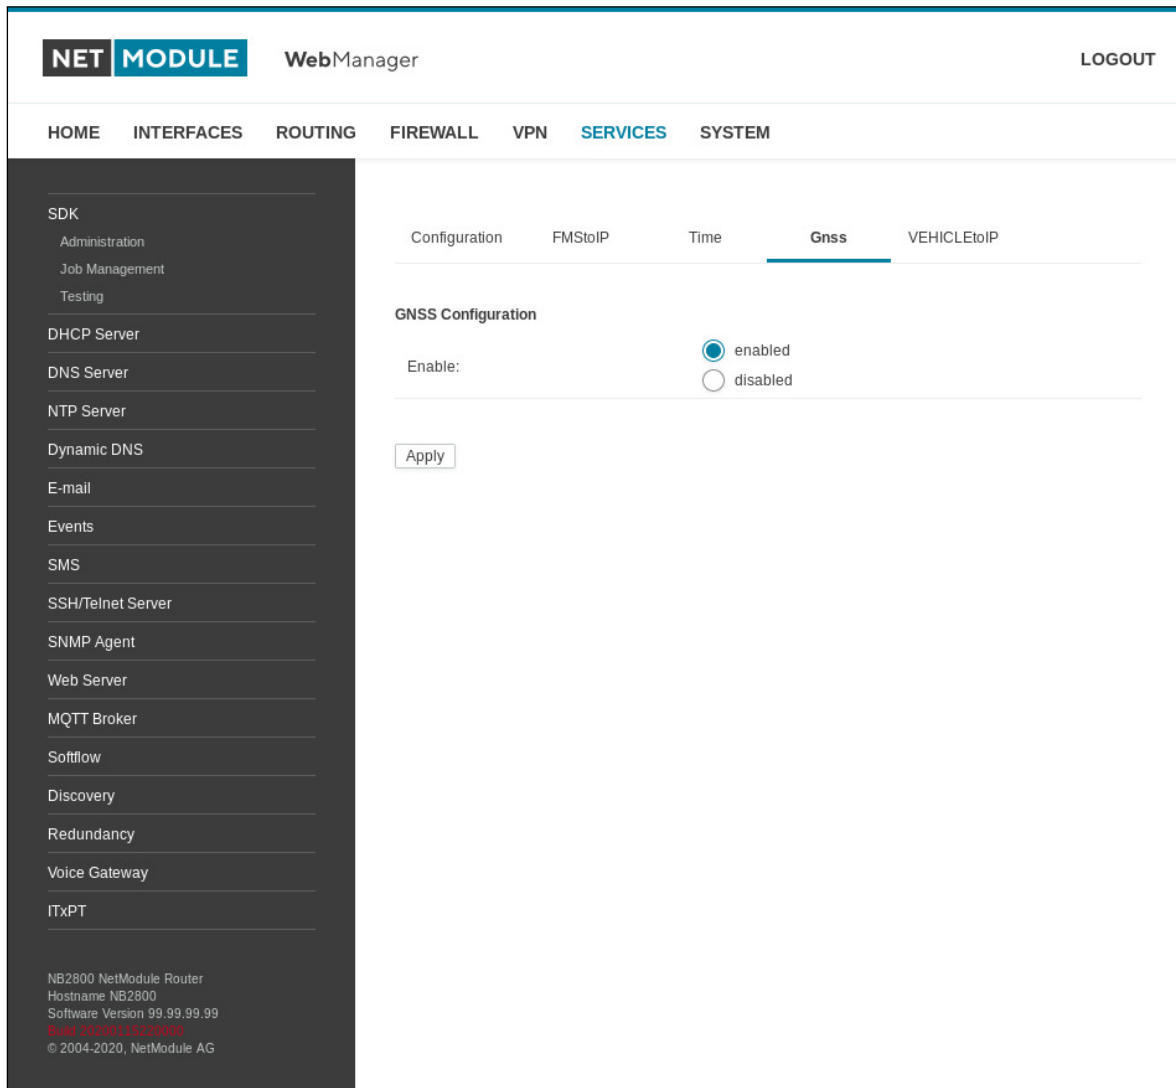 NET MODULE WebManager LOGOUT
HOME INTERFACES ROUTING FIREWALL VPN SERVICES SYSTEM
SDK
Administration
Job Management
Testing
DHCP Server
DNS Server
NTP Server
Dynamic DNS
E-mail
Events
SMS
SSH/Telnet Server
SNMP Agent
Web Server
MQTT Broker
Softflow
Discovery
Redundancy
Voice Gateway
ITxPT
NB2800 NetModule Router
Hostname NB2800
Software Version 99.99.99.99
Build
© 2004-2020, NetModule AG
Configuration FMStoIP Time Gnss VEHICLEtoIP
GNSS Configuration
Enable:
enabled
disabled
Apply